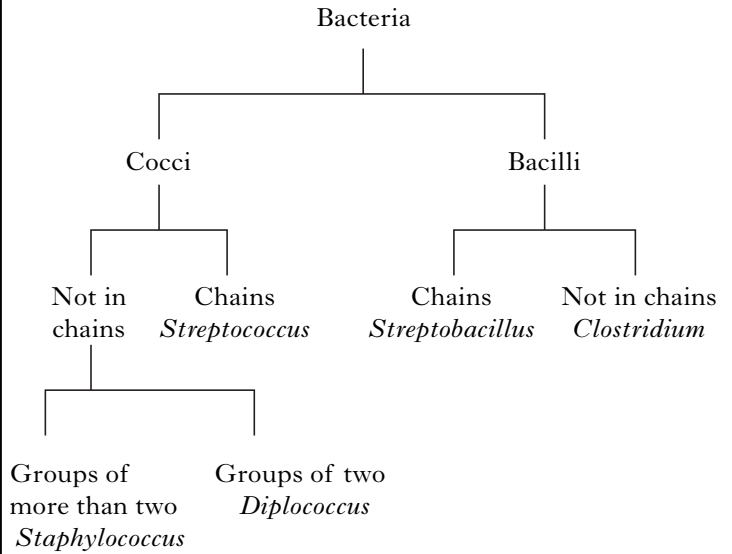 Bacteria
Cocci
Bacilli
Not in
chains
Chains
Streptococcus
Chains
Streptobacillus
Not in chains
Clostridium
Groups of
more than two
Staphylococcus
Groups of two
Diplococcus